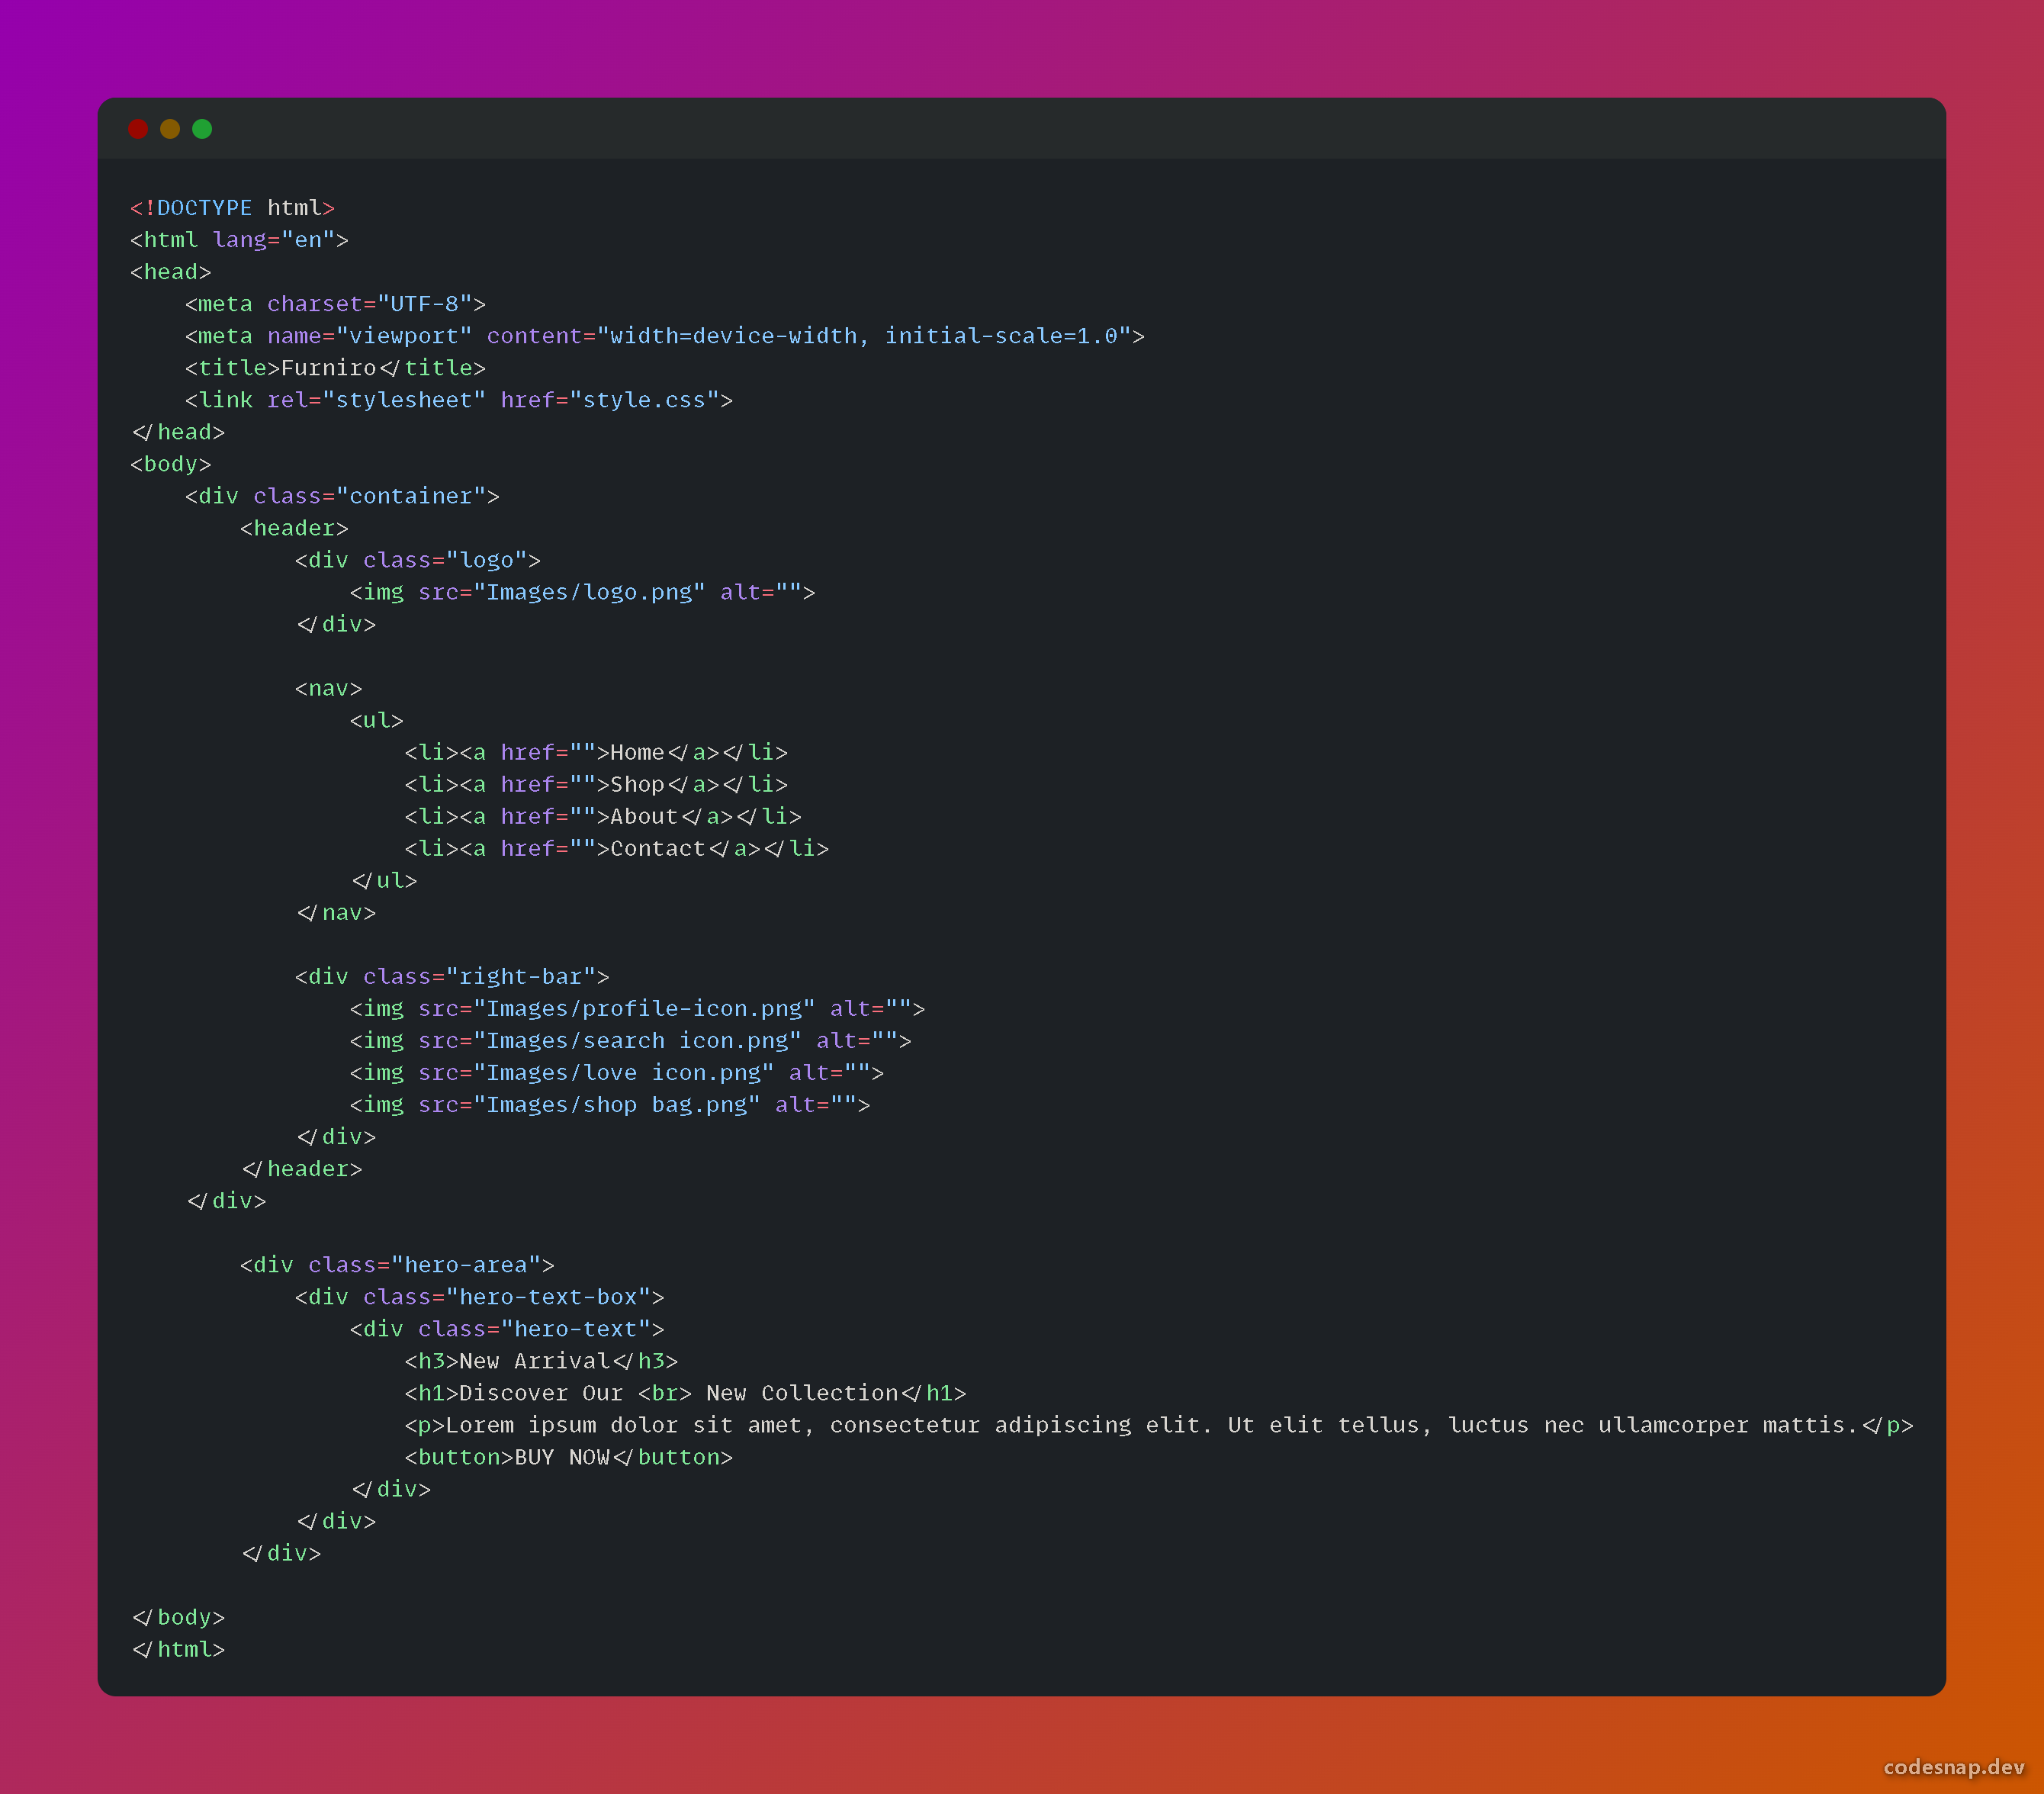 <!DOCTYPE html>
<html lang="en">
<head>
    <meta charset="UTF-8">
    <meta name="viewport" content="width=device-width, initial-scale=1.0">
    <title>Furniro</title>
    <link rel="stylesheet" href="style.css">
</head>
<body>
    <div class="container">
        <header>
            <div class="logo">
                <img src="Images/logo.png" alt="">
            </div>

            <nav>
                <ul>
                    <li><a href="">Home</a></li>
                    <li><a href="">Shop</a></li>
                    <li><a href="">About</a></li>
                    <li><a href="">Contact</a></li>
                </ul>
            </nav>

            <div class="right-bar">
                <img src="Images/profile-icon.png" alt="">
                <img src="Images/search icon.png" alt="">
                <img src="Images/love icon.png" alt="">
                <img src="Images/shop bag.png" alt="">
            </div>
        </header>
    </div>

        <div class="hero-area">
            <div class="hero-text-box">
                <div class="hero-text">
                    <h3>New Arrival</h3>
                    <h1>Discover Our <br> New Collection</h1>
                    <p>Lorem ipsum dolor sit amet, consectetur adipiscing elit. Ut elit tellus, luctus nec ullamcorper mattis.</p>
                    <button>BUY NOW</button>
                </div>
            </div>
        </div>

</body>
</html>
codesnap.dev